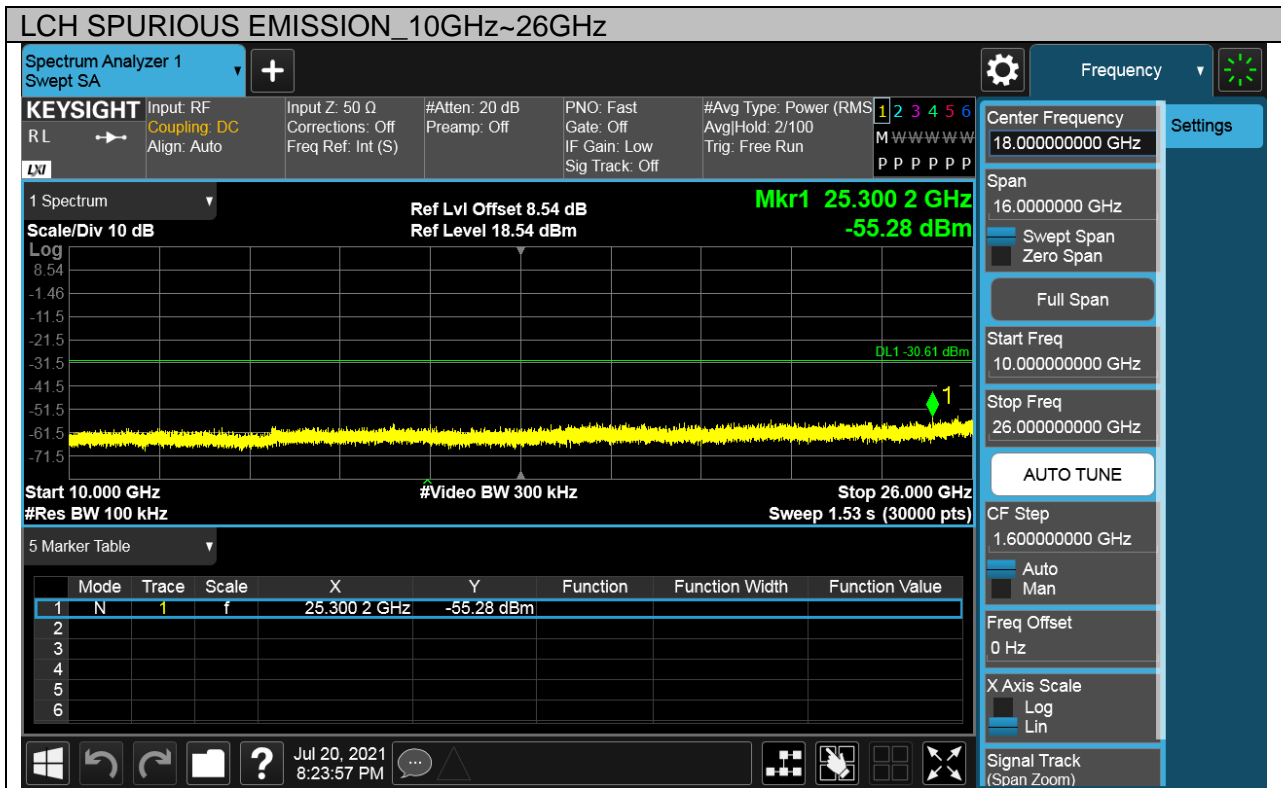 LCH SPURIOUS EMISSION_10GHz~26GHz
Spectrum Analyzer 1
Swept SA
Frequency
KEYSIGHT
R L
LXI
Input: RF
Coupling: DC
Align: Auto
Input Z: 50 Ω
Corrections: Off
Freq Ref: Int (S)
#Atten: 20 dB
Preamp: Off
PNO: Fast
Gate: Off
IF Gain: Low
Sig Track: Off
#Avg Type: Power (RMS
Avg|Hold: 2/100
Trig: Free Run
1 2 3 4 5 6
M W W W W W
P P P P P P
1 Spectrum
Scale/Div 10 dB
Ref Lvl Offset 8.54 dB
Ref Level 18.54 dBm
Mkr1 25.300 2 GHz
-55.28 dBm
Log
8.54
-1.46
-11.5
-21.5
-31.5
-41.5
-51.5
-61.5
-71.5
DL1 -30.61 dBm
1
Start 10.000 GHz
#Res BW 100 kHz
#Video BW 300 kHz
Stop 26.000 GHz
Sweep 1.53 s (30000 pts)
5 Marker Table
Mode Trace Scale X Y Function Function Width Function Value
1 N 1 f 25.300 2 GHz -55.28 dBm
2
3
4
5
6
Jul 20, 2021
8:23:57 PM
Center Frequency
18.000000000 GHz
Settings
Span
16.0000000 GHz
Swept Span
Zero Span
Full Span
Start Freq
10.000000000 GHz
Stop Freq
26.000000000 GHz
AUTO TUNE
CF Step
1.600000000 GHz
Auto
Man
Freq Offset
0 Hz
X Axis Scale
Log
Lin
Signal Track
(Span Zoom)